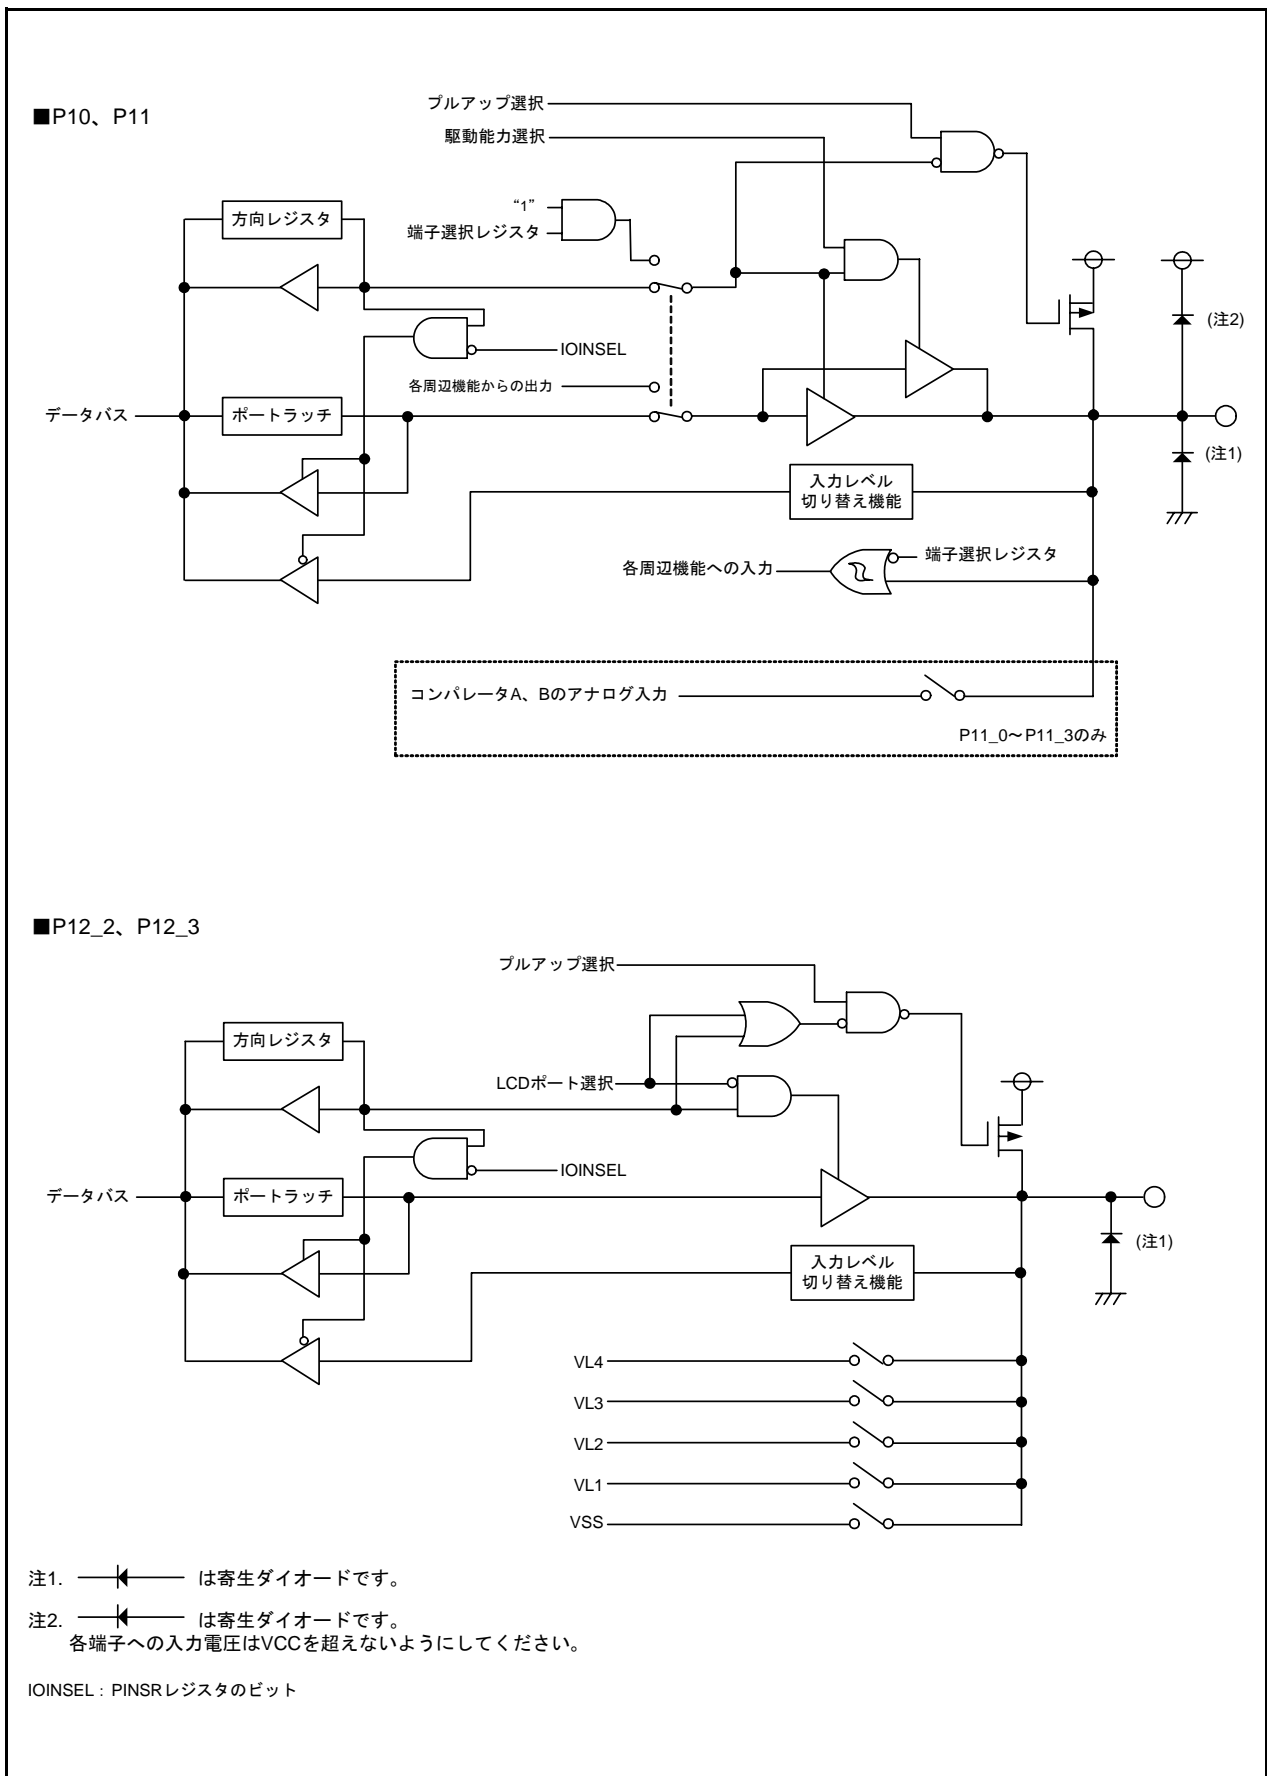 ■P10、P11
プルアップ選択
駆動能力選択
“1”
端子選択レジスタ
方向レジスタ
(注2)
IOINSEL
各周辺機能からの出力
データバス
ポートラッチ
(注1)
入力レベル
切り替え機能
端子選択レジスタ
各周辺機能への入力
コンパレータA、Bのアナログ入力
P11_0～P11_3のみ
■P12_2、P12_3
プルアップ選択
方向レジスタ
LCDポート選択
IOINSEL
データバス
ポートラッチ
(注1)
入力レベル
切り替え機能
VL4
VL3
VL2
VL1
VSS
注1. は寄生ダイオードです。
注2. は寄生ダイオードです。
各端子への入力電圧はVCCを超えないようにしてください。
IOINSEL：PINSRレジスタのビット